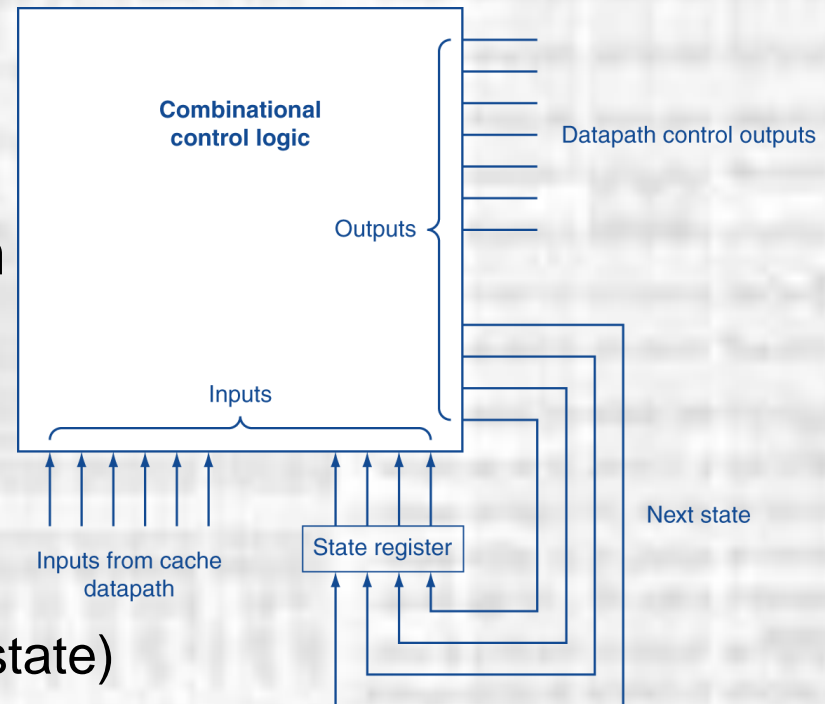 Combinational
control logic
Datapath control outputs
Outputs
Inputs
Next state
State register
Inputs from cache
datapath
state)